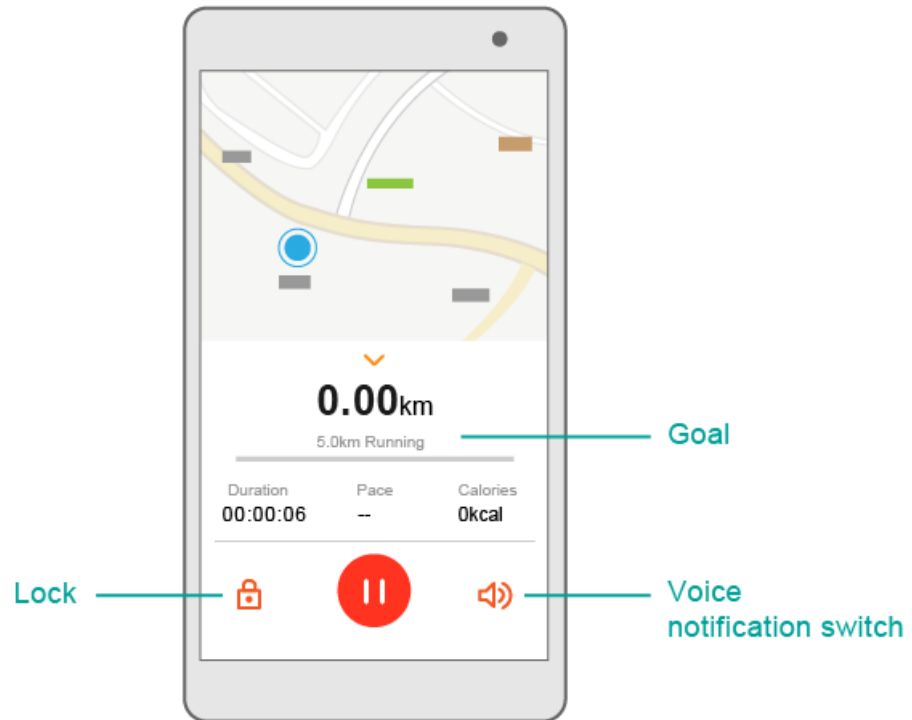 0.00km
5.0km Running
Goal
Duration
Pace
Calories
00:00:06
--
0kcal
Lock
Voice
notification switch